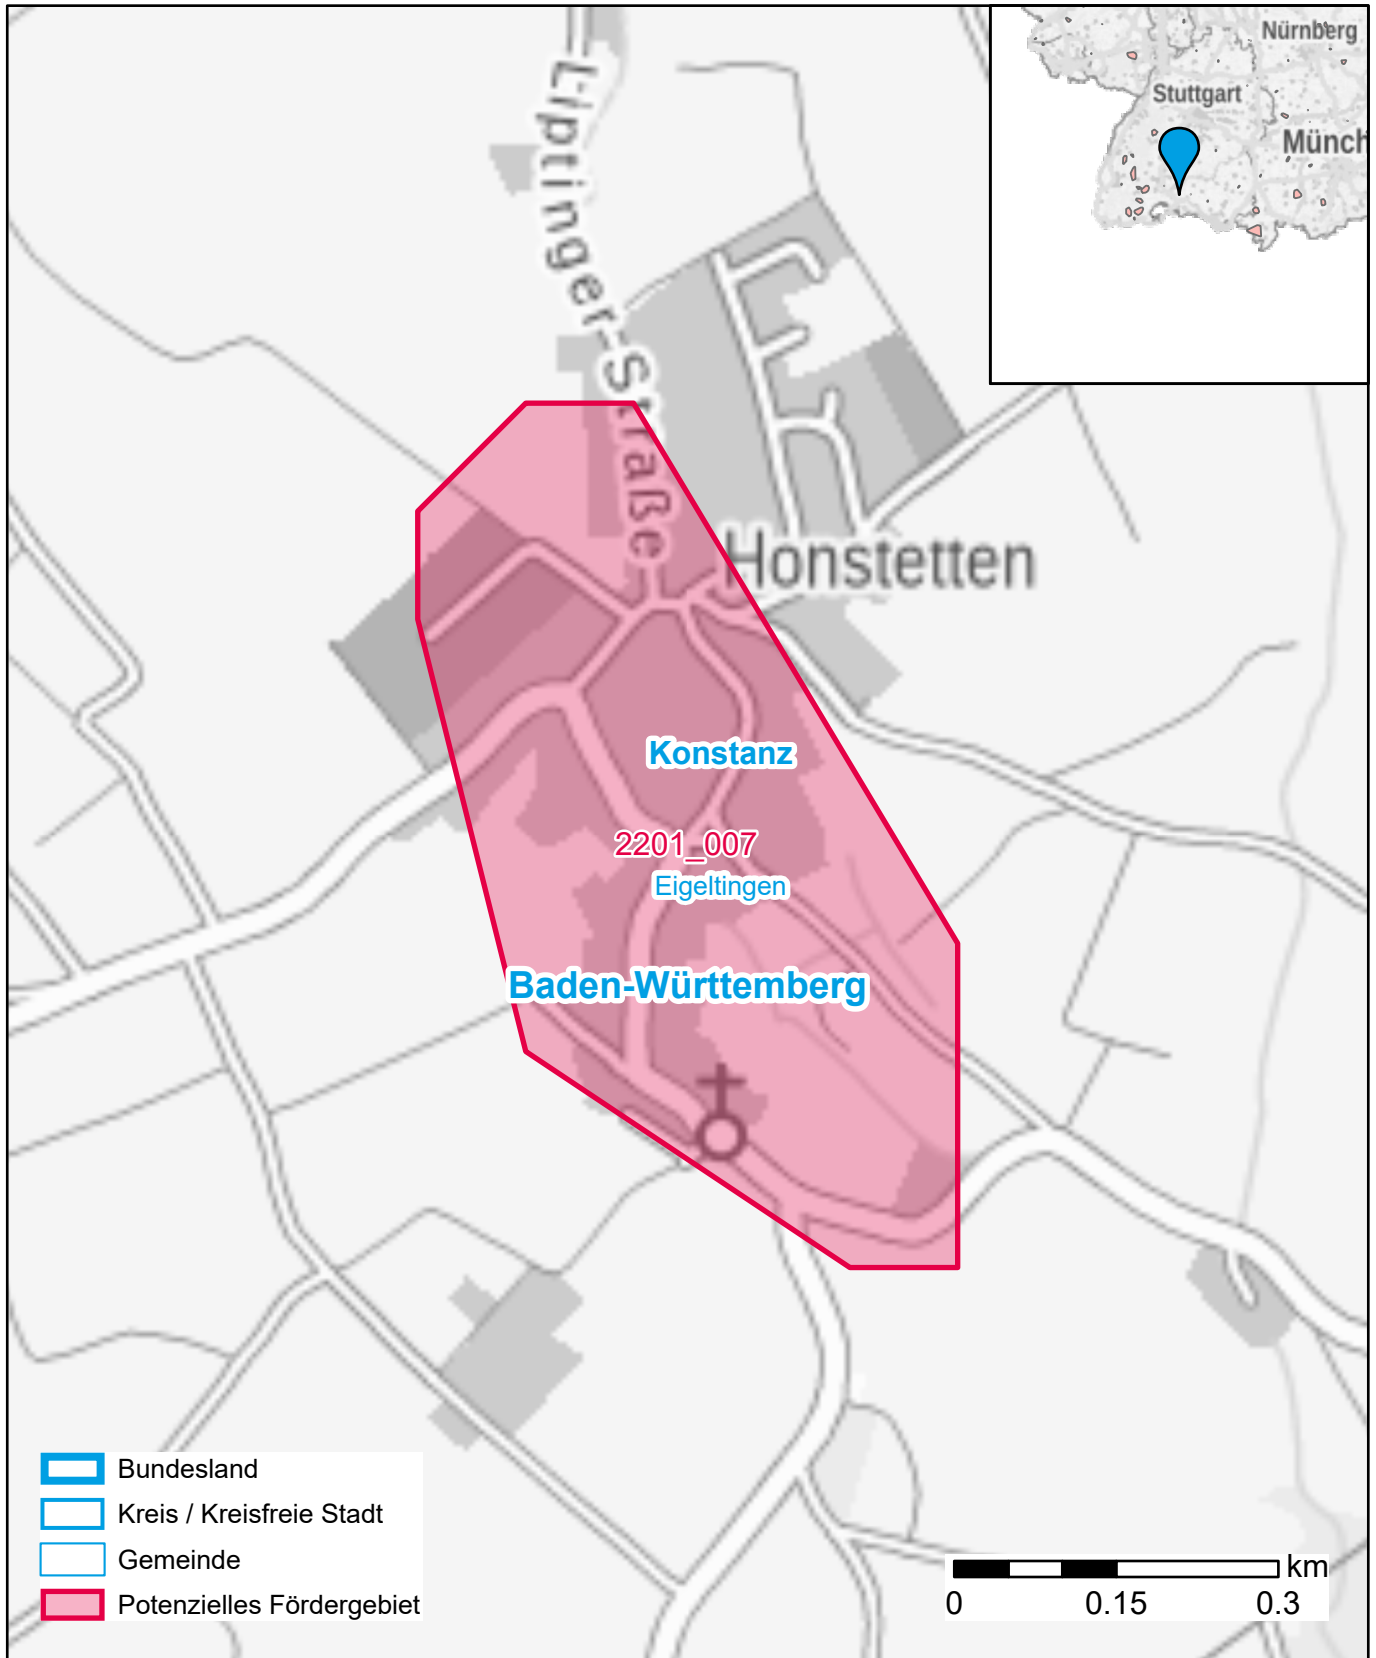 Nürnberg
Stuttgart
Münch
Liptinger-Straße
Honstetten
Konstanz
2201_007
Eigeltingen
Baden-Württemberg
Bundesland
Kreis / Kreisfreie Stadt
Gemeinde
Potenzielles Fördergebiet
km
0 0.15 0.3